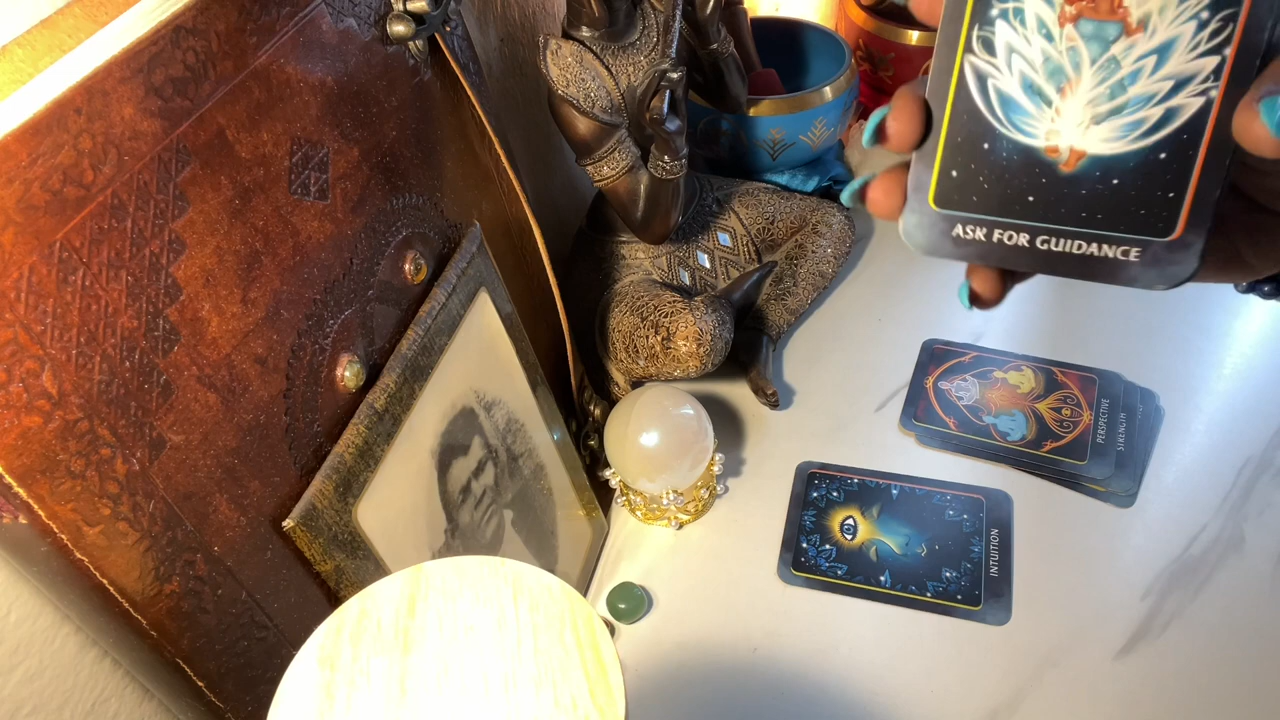 ASK FOR GUIDANCE
PERSPECTIVE
STRENGTH
INTUITION